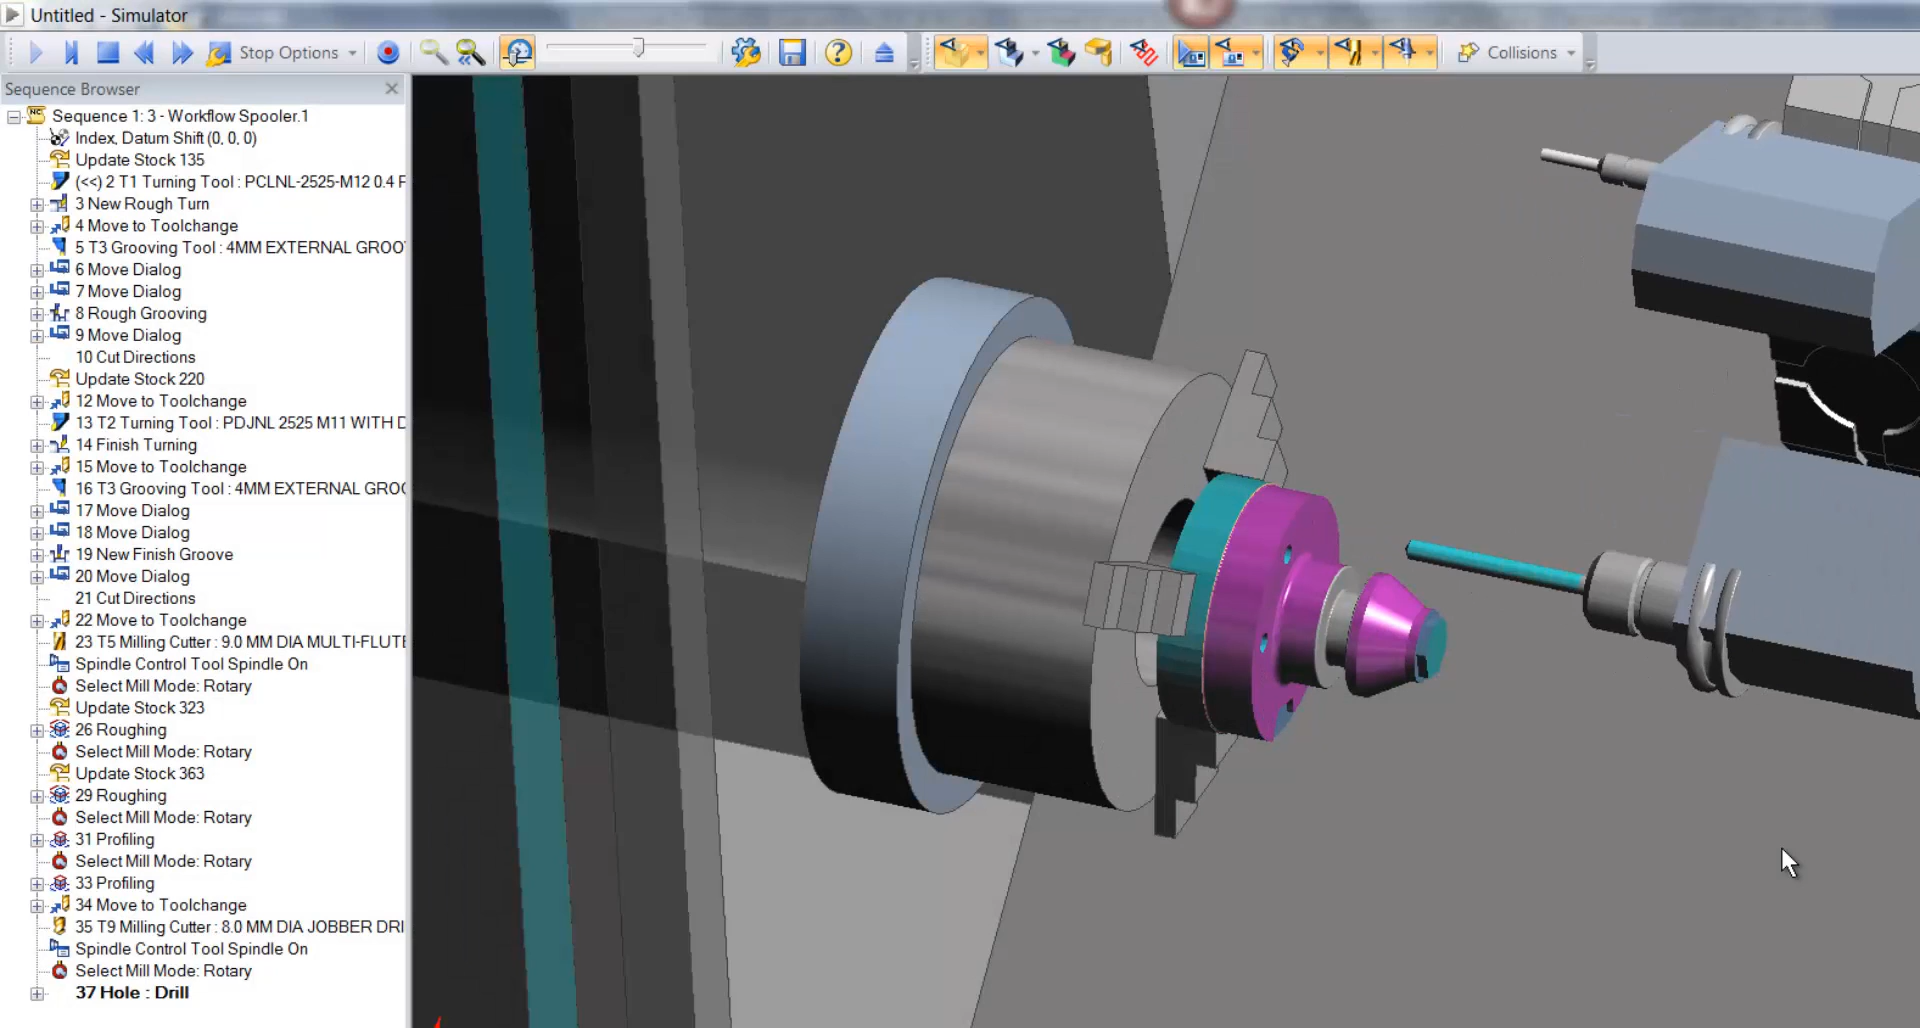 Untitled - Simulator
Stop Options
Collisions
Sequence Browser
Sequence 1: 3 - Workflow Spooler.1
Index, Datum Shift (0, 0, 0)
Update Stock 135
(<<) 2 T1 Turning Tool : PCLNL-2525-M12 0.4 F
3 New Rough Turn
4 Move to Toolchange
5 T3 Grooving Tool : 4MM EXTERNAL GROO
6 Move Dialog
7 Move Dialog
8 Rough Grooving
9 Move Dialog
10 Cut Directions
Update Stock 220
12 Move to Toolchange
13 T2 Turning Tool : PDJNL 2525 M11 WITH D
14 Finish Turning
15 Move to Toolchange
16 T3 Grooving Tool : 4MM EXTERNAL GROO
17 Move Dialog
18 Move Dialog
19 New Finish Groove
20 Move Dialog
21 Cut Directions
22 Move to Toolchange
23 T5 Milling Cutter : 9.0 MM DIA MULTI-FLUTE
Spindle Control Tool Spindle On
Select Mill Mode: Rotary
Update Stock 323
26 Roughing
Select Mill Mode: Rotary
Update Stock 363
29 Roughing
Select Mill Mode: Rotary
31 Profiling
Select Mill Mode: Rotary
33 Profiling
34 Move to Toolchange
35 T9 Milling Cutter : 8.0 MM DIA JOBBER DRI
Spindle Control Tool Spindle On
Select Mill Mode: Rotary
37 Hole : Drill